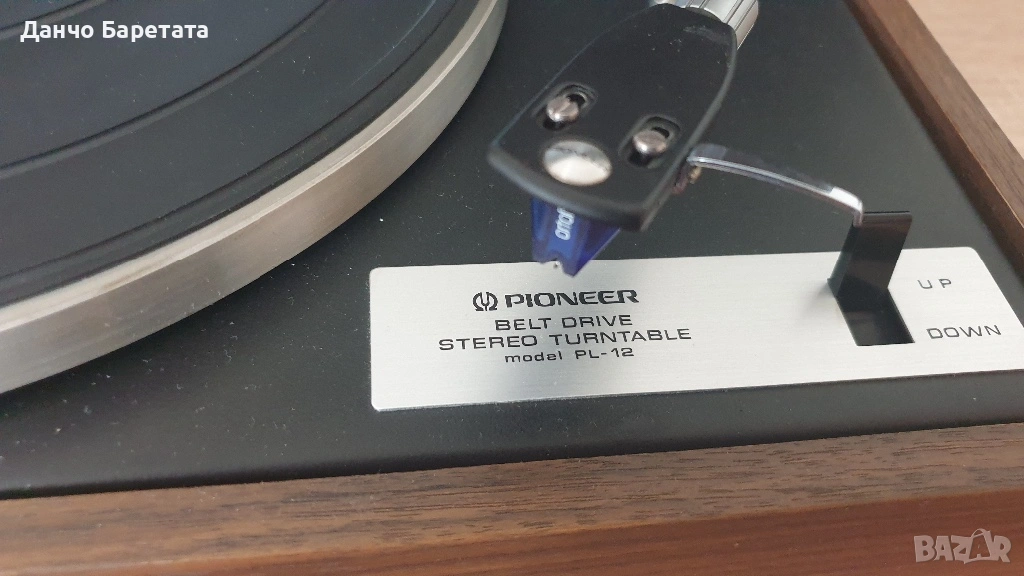 Данчо Баретата
PIONEER
BELT DRIVE
STEREO TURNTABLE
model PL-12
UP
DOWN
BAZAR